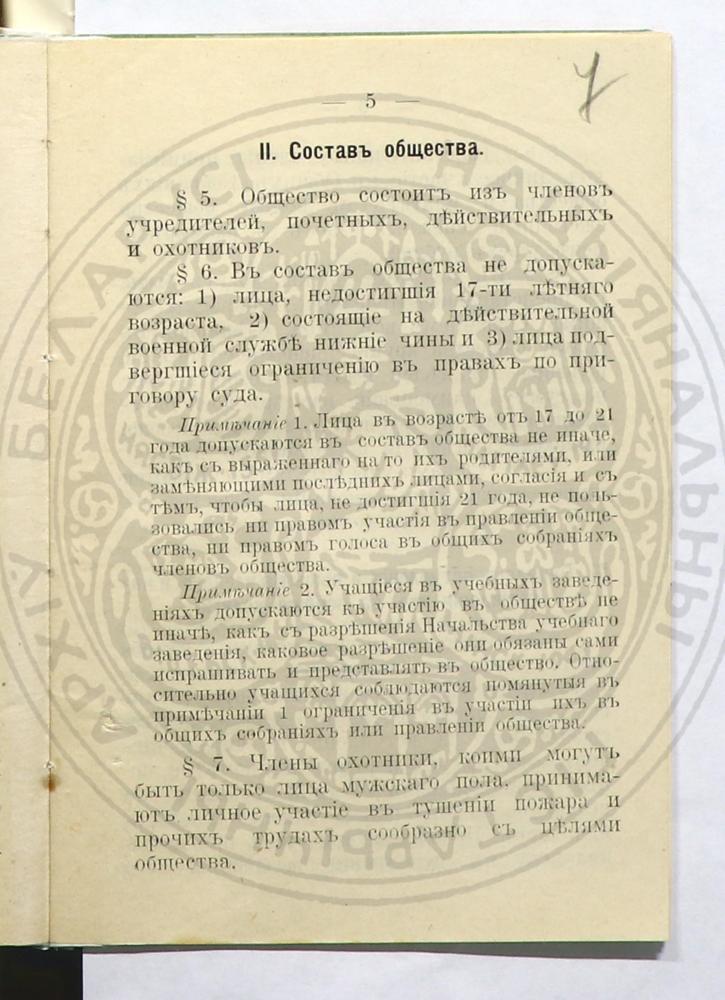 — 5 —
7
II. Составъ общества.
§ 5. Общество состоитъ изъ членовъ
учредителей, почетныхъ, дѣйствительныхъ
и охотниковъ.
§ 6. Въ составъ общества не допуска-
ются: 1) лица, недостигшія 17-ти лѣтняго
возраста, 2) состоящіе на дѣйствительной
военной службѣ нижніе чины и 3) лица под-
вергшіеся ограниченію въ правахъ по при-
говору суда.
Примѣчаніе 1. Лица въ возрастѣ отъ 17 до 21
года допускаются въ составъ общества не иначе,
какъ съ выраженнаго на то ихъ родителями, или
замѣняющими послѣднихъ лицами, согласія и съ
тѣмъ, чтобы лица, не достигшія 21 года, не поль-
зовались ни правомъ участія въ правленіи обще-
ства, ни правомъ голоса въ общихъ собраніяхъ
членовъ общества.
Примѣчаніе 2. Учащіеся въ учебныхъ заведе-
ніяхъ допускаются къ участію въ обществѣ не
иначѣ, какъ съ разрѣшенія Начальства учебнаго
заведенія, каковое разрѣшеніе они обязаны сами
испрашивать и представлять въ общество. Отно-
сительно учащихся соблюдаются помянутыя въ
примѣчаніи 1 ограниченія въ участіи ихъ въ
общихъ собраніяхъ или правленіи общества.
§ 7. Члены охотники, коими могутъ
быть только лица мужскаго пола, принима-
ютъ личное участіе въ тушеніи пожара и
прочихъ трудахъ сообразно съ цѣлями
общества.